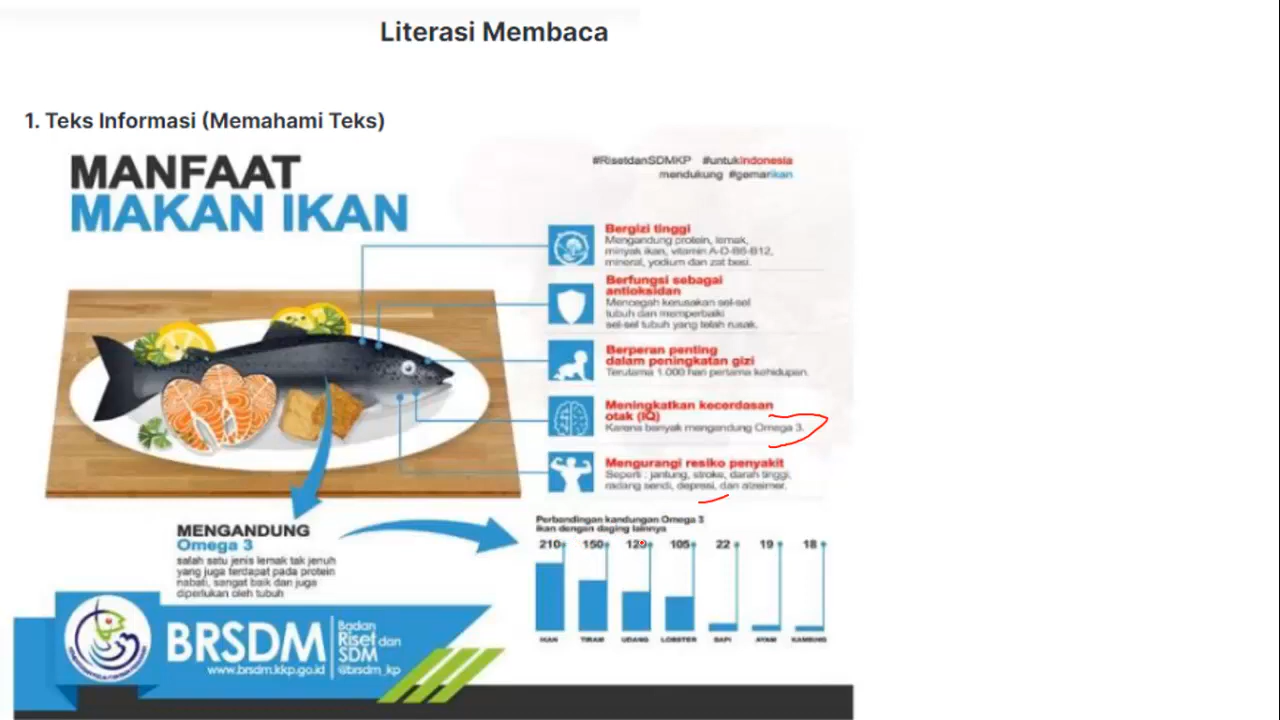 Literasi Membaca
1. Teks Informasi (Memahami Teks)
MANFAAT
MAKAN IKAN
#RisetdanSDMKP #untukIndonesia
mendukung #gemarikan
Bergizi tinggi
Mengandung protein, lemak,
minyak ikan, vitamin A-D-B6-B12,
mineral, yodium dan zat besi.
Berfungsi sebagai
antioksidan
Mencegah kerusakan sel-sel
tubuh dan memperbaiki
sel-sel tubuh yang telah rusak.
Berperan penting
dalam peningkatan gizi
Terutama 1.000 hari pertama kehidupan.
Meningkatkan kecerdasan
otak (IQ)
Karena banyak mengandung Omega 3.
Mengurangi resiko penyakit
Seperti : jantung, stroke, darah tinggi,
radang sendi, depresi, dan alzeimer.
MENGANDUNG
Omega 3
salah satu jenis lemak tak jenuh
yang juga terdapat pada protein
nabati, sangat baik dan juga
diperlukan oleh tubuh
Perbandingan kandungan Omega 3
ikan dengan daging lainnya
210 150 105 22 19 18
IKAN TIRAM UDANG LOBSTER SAPI AYAM KAMBING
BRSDM
Badan
Riset dan
SDM
www.brsdm.kkp.go.id
@brsdm_kp